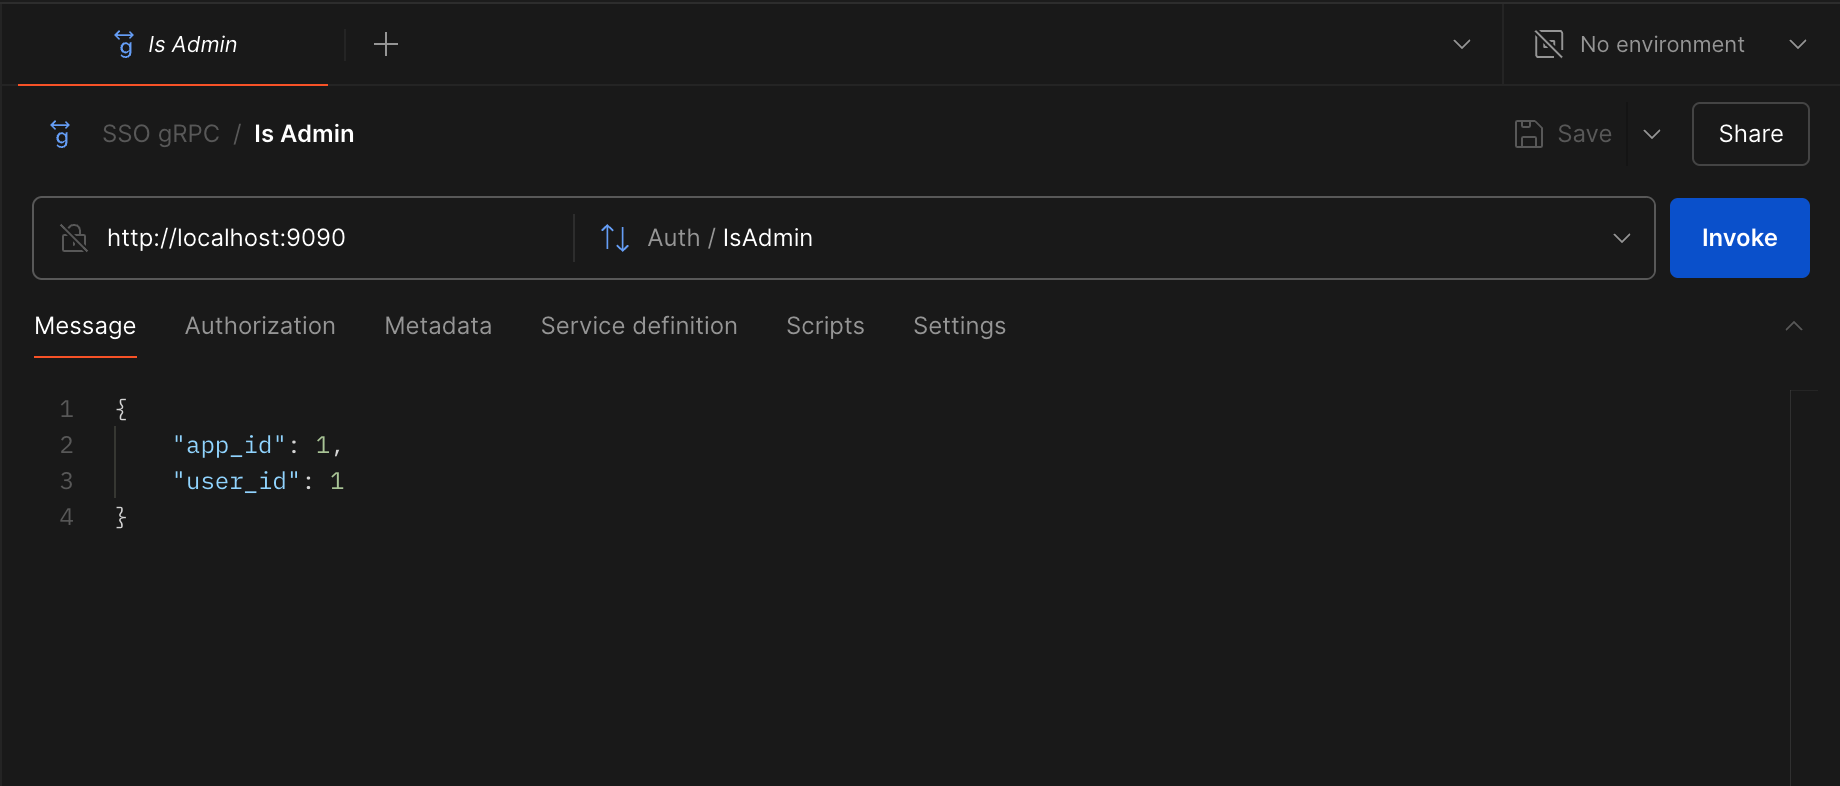 Is Admin
No environment
SSO gRPC / Is Admin
Save
Share
http://localhost:9090
Auth / IsAdmin
Invoke
Message Authorization Metadata Service definition Scripts Settings
1 {
2 "app_id": 1,
3 "user_id": 1
4 }